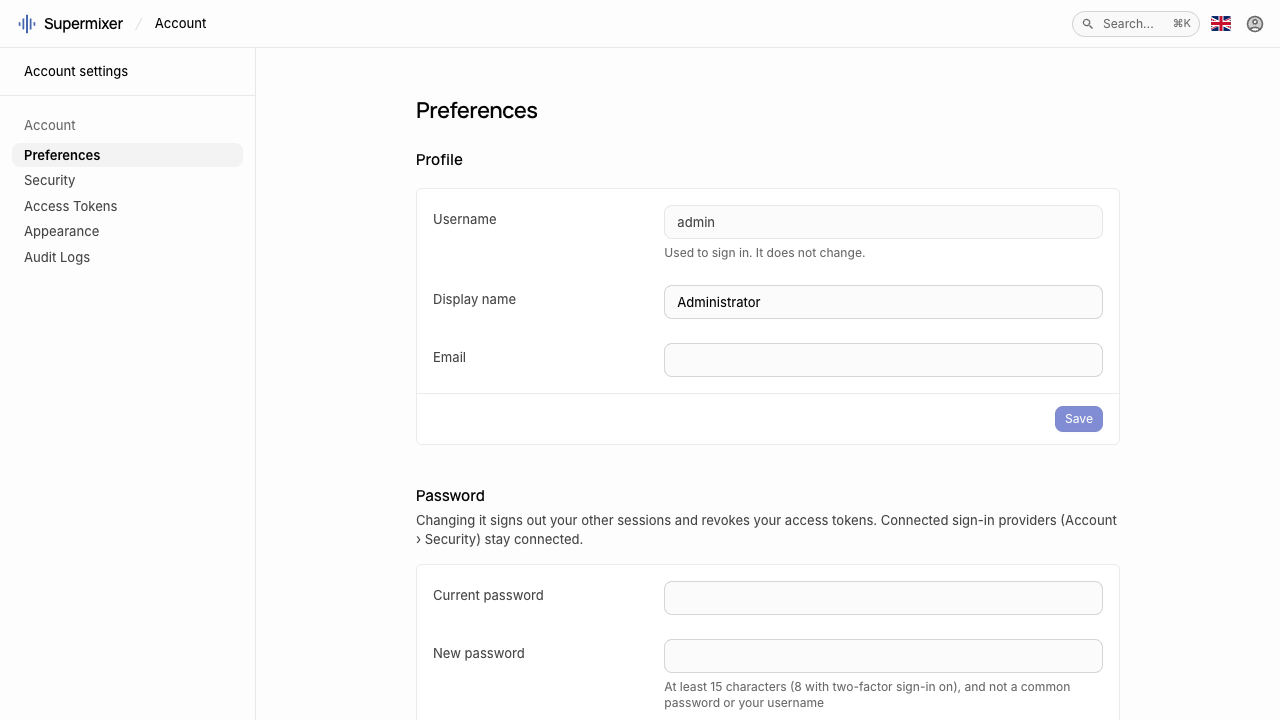 Supermixer / Account
Search... ⌘K
Account settings
Account
Preferences
Security
Access Tokens
Appearance
Audit Logs
Preferences
Profile
Username
admin
Used to sign in. It does not change.
Display name
Administrator
Email
Save
Password
Changing it signs out your other sessions and revokes your access tokens. Connected sign-in providers (Account
› Security) stay connected.
Current password
New password
At least 15 characters (8 with two-factor sign-in on), and not a common
password or your username